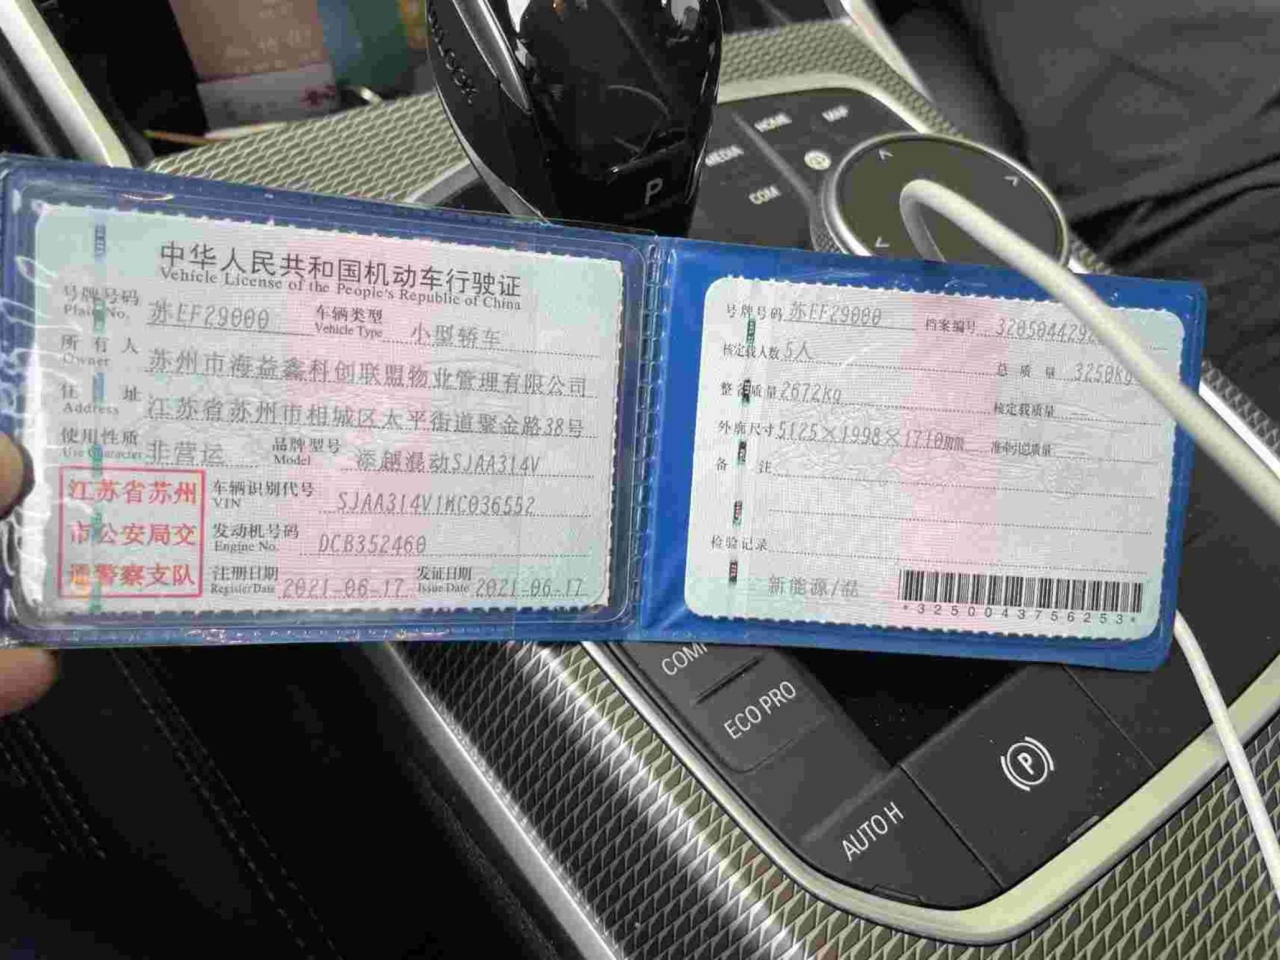 LOCK
P
HOME
MAP
MEDIA
COM
中华人民共和国机动车行驶证
Vehicle License of the People's Republic of China
号牌号码 苏EF29000 车辆类型 小型轿车
Plate No. Vehicle Type
所有人 苏州市海益鑫科创联盟物业管理有限公司
Owner
住址 江苏省苏州市相城区太平街道聚金路38号
Address
使用性质 非营运 品牌型号 添越混动SJAA314V
Use Character Model
江苏省苏州
市公安局交
通警察支队
车辆识别代号 SJAA314V1MC036552
VIN
发动机号码 DCB352460
Engine No.
注册日期 2021-06-17 发证日期 2021-06-17
Register Date Issue Date
号牌号码 苏EF29000 档案编号
核定载人数 5人 总质量 3250Kg
整备质量 2672Kg 核定载质量
外廓尺寸 5125×1998×1710mm 准牵引总质量
备注
检验记录
新能源/混
*3250043756253*
ECO PRO
AUTO H
P